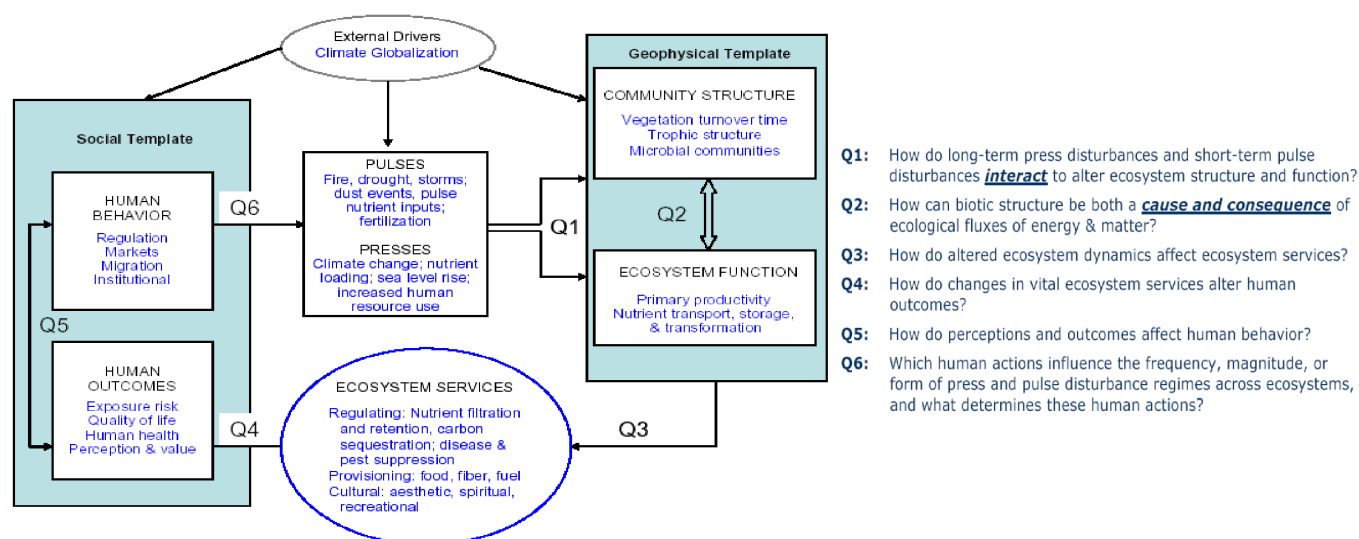 External Drivers
Climate Globalization
Geophysical Template
COMMUNITY STRUCTURE
Vegetation turnover time
Trophic structure
Microbial communities
Social Template
HUMAN
BEHAVIOR
Regulation
Markets
Migration
Institutional
Q6
PULSES
Fire, drought, storms;
dust events, pulse
nutrient inputs;
fertilization
PRESSES
Climate change; nutrient
loading; sea level rise;
increased human
resource use
Q1
Q2
ECOSYSTEM FUNCTION
Primary productivity
Nutrient transport, storage,
& transformation
Q5
HUMAN
OUTCOMES
Exposure risk
Quality of life
Human health
Perception & value
Q4
ECOSYSTEM SERVICES
Regulating: Nutrient filtration
and retention, carbon
sequestration; disease &
pest suppression
Provisioning: food, fiber, fuel
Cultural: aesthetic, spiritual,
recreational
Q3
Q1: How do long-term press disturbances and short-term pulse
disturbances interact to alter ecosystem structure and function?
Q2: How can biotic structure be both a cause and consequence of
ecological fluxes of energy & matter?
Q3: How do altered ecosystem dynamics affect ecosystem services?
Q4: How do changes in vital ecosystem services alter human
outcomes?
Q5: How do perceptions and outcomes affect human behavior?
Q6: Which human actions influence the frequency, magnitude, or
form of press and pulse disturbance regimes across ecosystems,
and what determines these human actions?